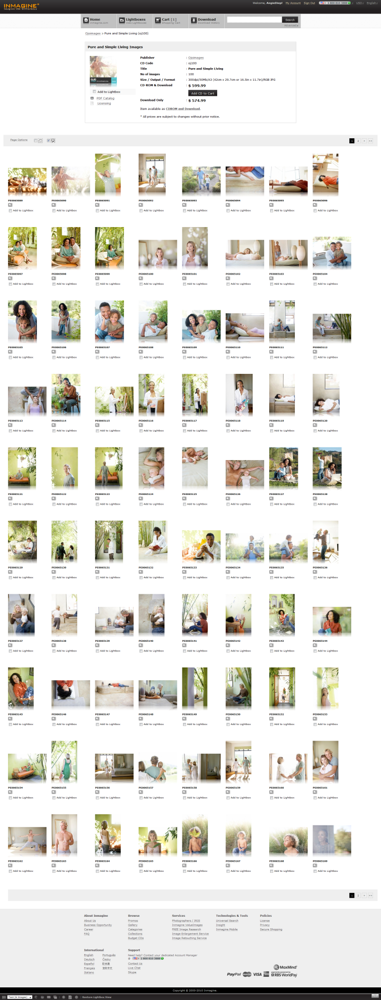 INMAGINE®
Welcome, AngieDiep! My Account Sign Out 1 800 810 3888 USD English
Home
inmagine.com
Lightboxes
View Lightboxes
Cart [1]
Shopping Cart
Download
Download History
Search
Advanced
Ojoimages > Pure and Simple Living (oj100)
Pure and Simple Living Images
OJO
Add to Lightbox
PDF Catalog
Licensing
Publisher : Ojoimages
CD Code : oj100
Title : Pure and Simple Living
No of images : 100
Size / Output / Format : 300dpi/50Mb/A3 (42cm x 29.7cm or 16.5in x 11.7in)/RGB JPG
CD-ROM & Download : $ 599.99
Add CD to Cart
Download Only : $ 574.99
Item available as CDROM and Download.
* All prices are subject to changes without prior notice.
Page Options
1 2 > >>
PE0065089 PE0065090 PE0065091 PE0065092 PE0065093 PE0065094 PE0065095 PE0065096
Add to Lightbox Add to Lightbox Add to Lightbox Add to Lightbox Add to Lightbox Add to Lightbox Add to Lightbox Add to Lightbox
PE0065097 PE0065098 PE0065099 PE0065100 PE0065101 PE0065102 PE0065103 PE0065104
Add to Lightbox Add to Lightbox Add to Lightbox Add to Lightbox Add to Lightbox Add to Lightbox Add to Lightbox Add to Lightbox
PE0065105 PE0065106 PE0065107 PE0065108 PE0065109 PE0065110 PE0065111 PE0065112
Add to Lightbox Add to Lightbox Add to Lightbox Add to Lightbox Add to Lightbox Add to Lightbox Add to Lightbox Add to Lightbox
PE0065113 PE0065114 PE0065115 PE0065116 PE0065117 PE0065118 PE0065119 PE0065120
Add to Lightbox Add to Lightbox Add to Lightbox Add to Lightbox Add to Lightbox Add to Lightbox Add to Lightbox Add to Lightbox
PE0065121 PE0065122 PE0065123 PE0065124 PE0065125 PE0065126 PE0065127 PE0065128
Add to Lightbox Add to Lightbox Add to Lightbox Add to Lightbox Add to Lightbox Add to Lightbox Add to Lightbox Add to Lightbox
PE0065129 PE0065130 PE0065131 PE0065132 PE0065133 PE0065134 PE0065135 PE0065136
Add to Lightbox Add to Lightbox Add to Lightbox Add to Lightbox Add to Lightbox Add to Lightbox Add to Lightbox Add to Lightbox
PE0065137 PE0065138 PE0065139 PE0065140 PE0065141 PE0065142 PE0065143 PE0065144
Add to Lightbox Add to Lightbox Add to Lightbox Add to Lightbox Add to Lightbox Add to Lightbox Add to Lightbox Add to Lightbox
PE0065145 PE0065146 PE0065147 PE0065148 PE0065149 PE0065150 PE0065152 PE0065153
Add to Lightbox Add to Lightbox Add to Lightbox Add to Lightbox Add to Lightbox Add to Lightbox Add to Lightbox Add to Lightbox
PE0065154 PE0065155 PE0065156 PE0065157 PE0065158 PE0065159 PE0065160 PE0065161
Add to Lightbox Add to Lightbox Add to Lightbox Add to Lightbox Add to Lightbox Add to Lightbox Add to Lightbox Add to Lightbox
PE0065162 PE0065163 PE0065164 PE0065165 PE0065166 PE0065167 PE0065168 PE0065169
Add to Lightbox Add to Lightbox Add to Lightbox Add to Lightbox Add to Lightbox Add to Lightbox Add to Lightbox Add to Lightbox
1 2 > >>
About Inmagine Browse Services Technologies & Tools Policies
About Us Promos Photographers / IRIS Universal Search License
Business Opportunity Gallery Inmagine ValueImages Insight Privacy
Career Categories FREE Image Research Inmagine Mobile Secure Shopping
FAQ Collections Image Enlargement Service
Budget CDs Image Retouching Service
International Support
English Português Need help? Contact your dedicated Account Manager
Deutsch Česky 1 800 810 3888
Español 日本語 Contact Us
Français 简体中文 Live Chat
Italiano Skype
MaxMind
PayPal VISA payments powered by RBS WorldPay
Copyright © 2000-2010 Inmagine.
Test (6 Images) Restore Lightbox View